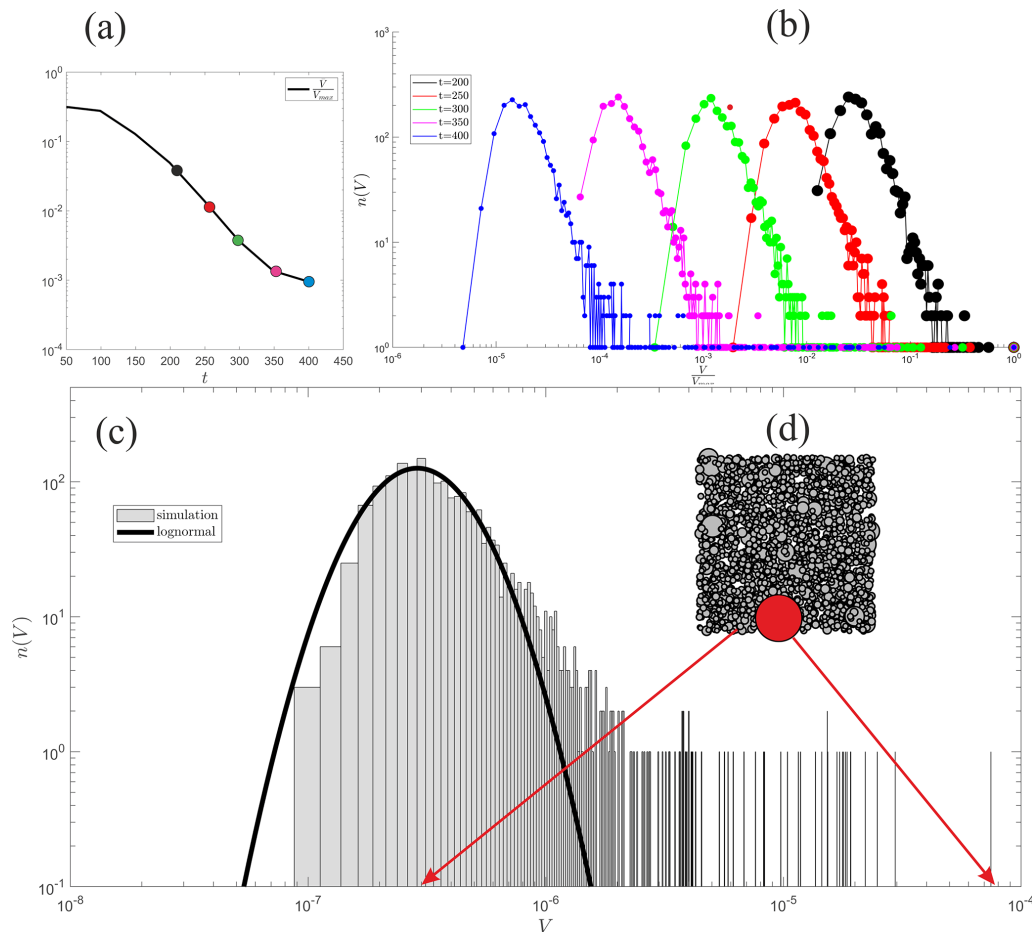 (a)
10^0
10^-1
10^-2
10^-3
10^-4
50 100 150 200 250 300 350 400 450
t
V̄/V_max
(b)
10^3
10^2
10^1
10^0
n(V)
t=200
t=250
t=300
t=350
t=400
10^-6 10^-5 10^-4 10^-3 10^-2 10^-1 10^0
V/V_max
(c)
(d)
simulation
lognormal
10^2
10^1
10^0
10^-1
n(V)
10^-8 10^-7 10^-6 10^-5 10^-4
V